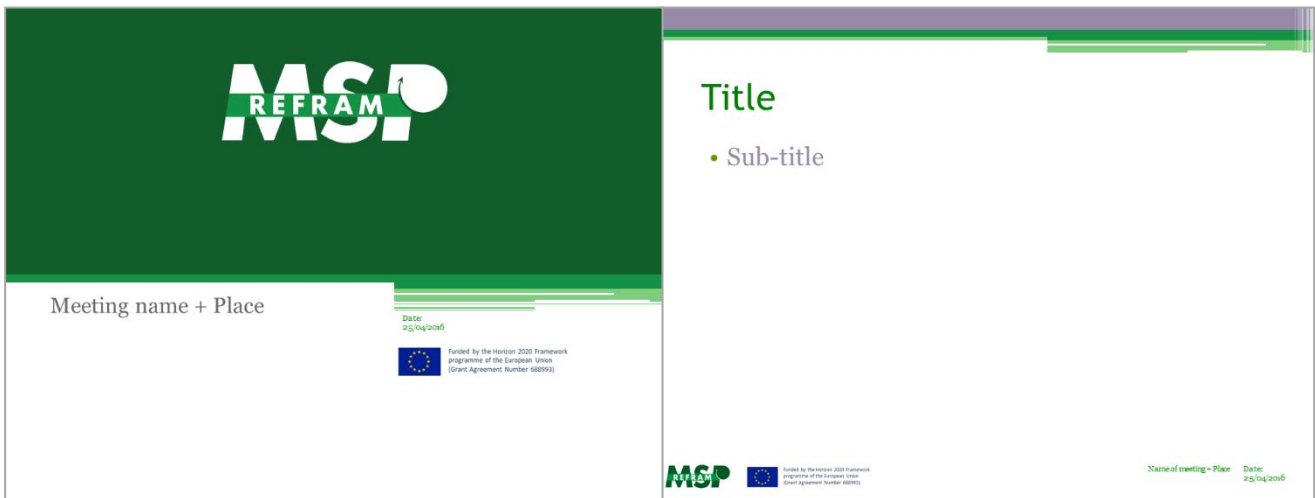 MSP
REFRAM
Meeting name + Place
Date:
25/04/2016
Funded by the Horizon 2020 Framework
programme of the European Union
(Grant Agreement Number 688993)
Title
• Sub-title
MSP
REFRAM
Funded by the Horizon 2020 Framework
programme of the European Union
(Grant Agreement Number 688993)
Name of meeting + Place
Date:
25/04/2016